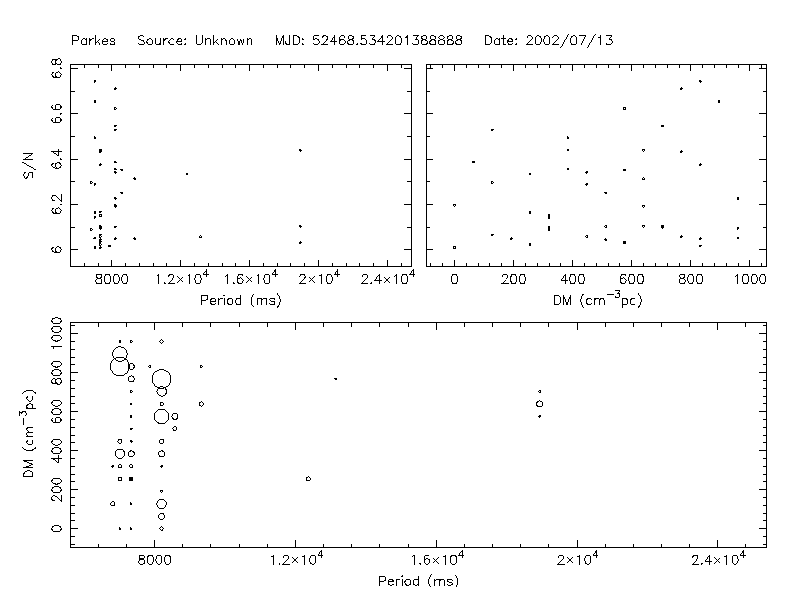 Parkes Source: Unknown MJD: 52468.534201388888 Date: 2002/07/13
S/N
6 6.2 6.4 6.6 6.8
8000 1.2×10⁴ 1.6×10⁴ 2×10⁴ 2.4×10⁴
Period (ms)
0 200 400 600 800 1000
DM (cm⁻³pc)
DM (cm⁻³pc)
0 200 400 600 800 1000
8000 1.2×10⁴ 1.6×10⁴ 2×10⁴ 2.4×10⁴
Period (ms)